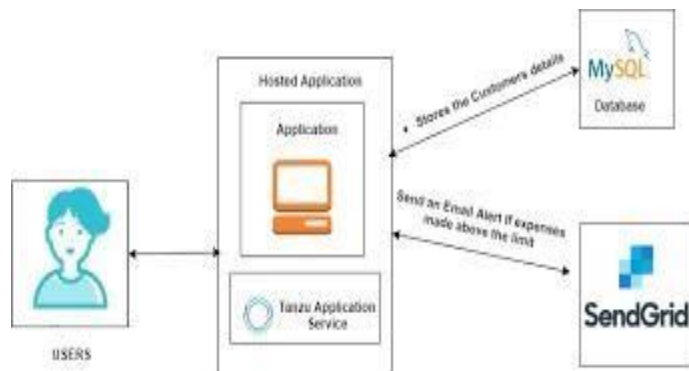 Hosted Application
Application
Tanzu Application
Service
USERS
Stores the Customers details
MySQL
Database
Send an Email Alert if expenses
made above the limit
SendGrid